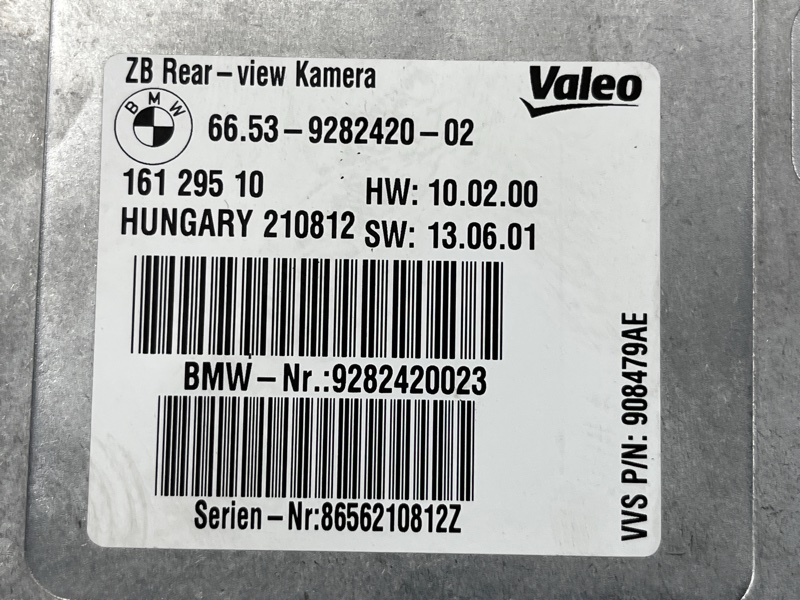 ZB Rear-view Kamera
Valeo
BMW
66.53-9282420-02
161 295 10
HW: 10.02.00
HUNGARY 210812
SW: 13.06.01
BMW-Nr.:9282420023
Serien-Nr:8656210812Z
VVS P/N: 908479AE